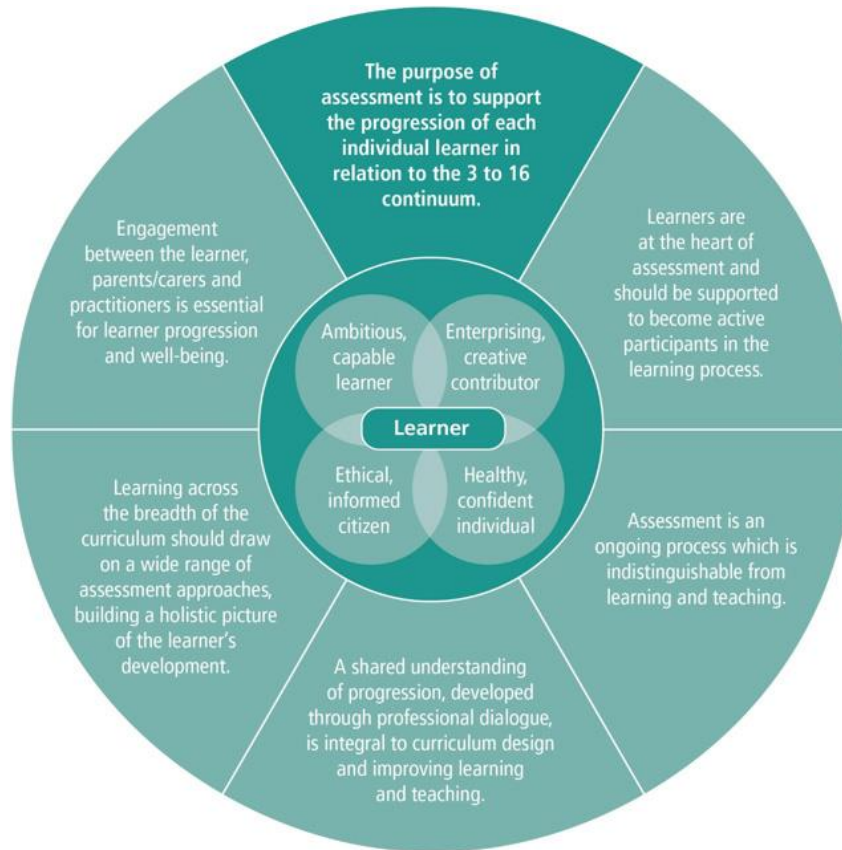 The purpose of
assessment is to support
the progression of each
individual learner in
relation to the 3 to 16
continuum.
Learners are
at the heart of
assessment and
should be supported
to become active
participants in the
learning process.
Assessment is an
ongoing process which is
indistinguishable from
learning and teaching.
A shared understanding
of progression, developed
through professional dialogue,
is integral to curriculum design
and improving learning
and teaching.
Learning across
the breadth of the
curriculum should draw
on a wide range of
assessment approaches,
building a holistic picture
of the learner's
development.
Engagement
between the learner,
parents/carers and
practitioners is essential
for learner progression
and well-being.
Ambitious,
capable
learner
Enterprising,
creative
contributor
Learner
Ethical,
informed
citizen
Healthy,
confident
individual